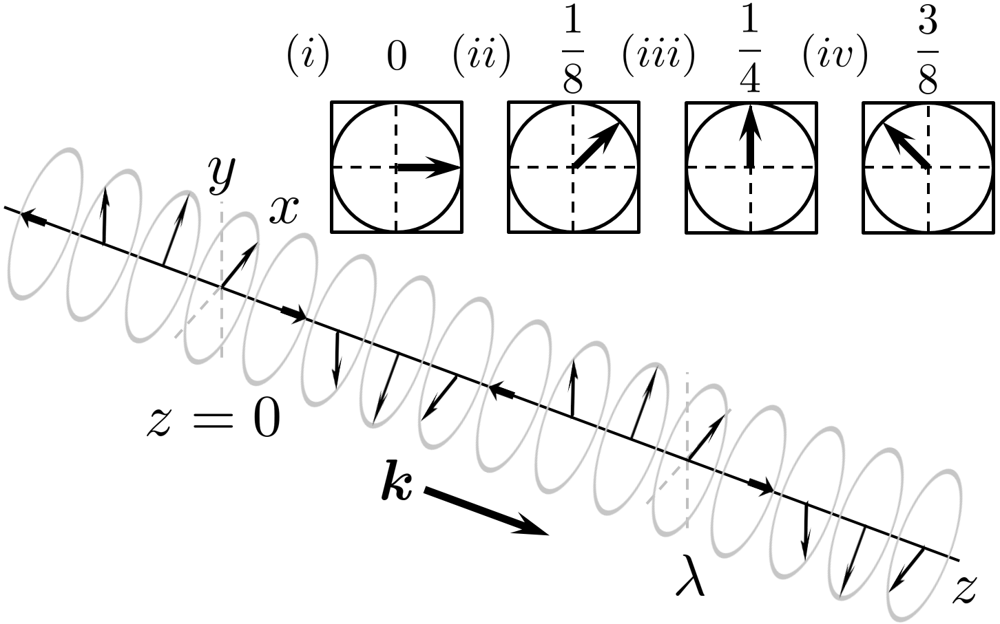 (i) 0 (ii) 1/8 (iii) 1/4 (iv) 3/8
y
x
z = 0
k
λ
z